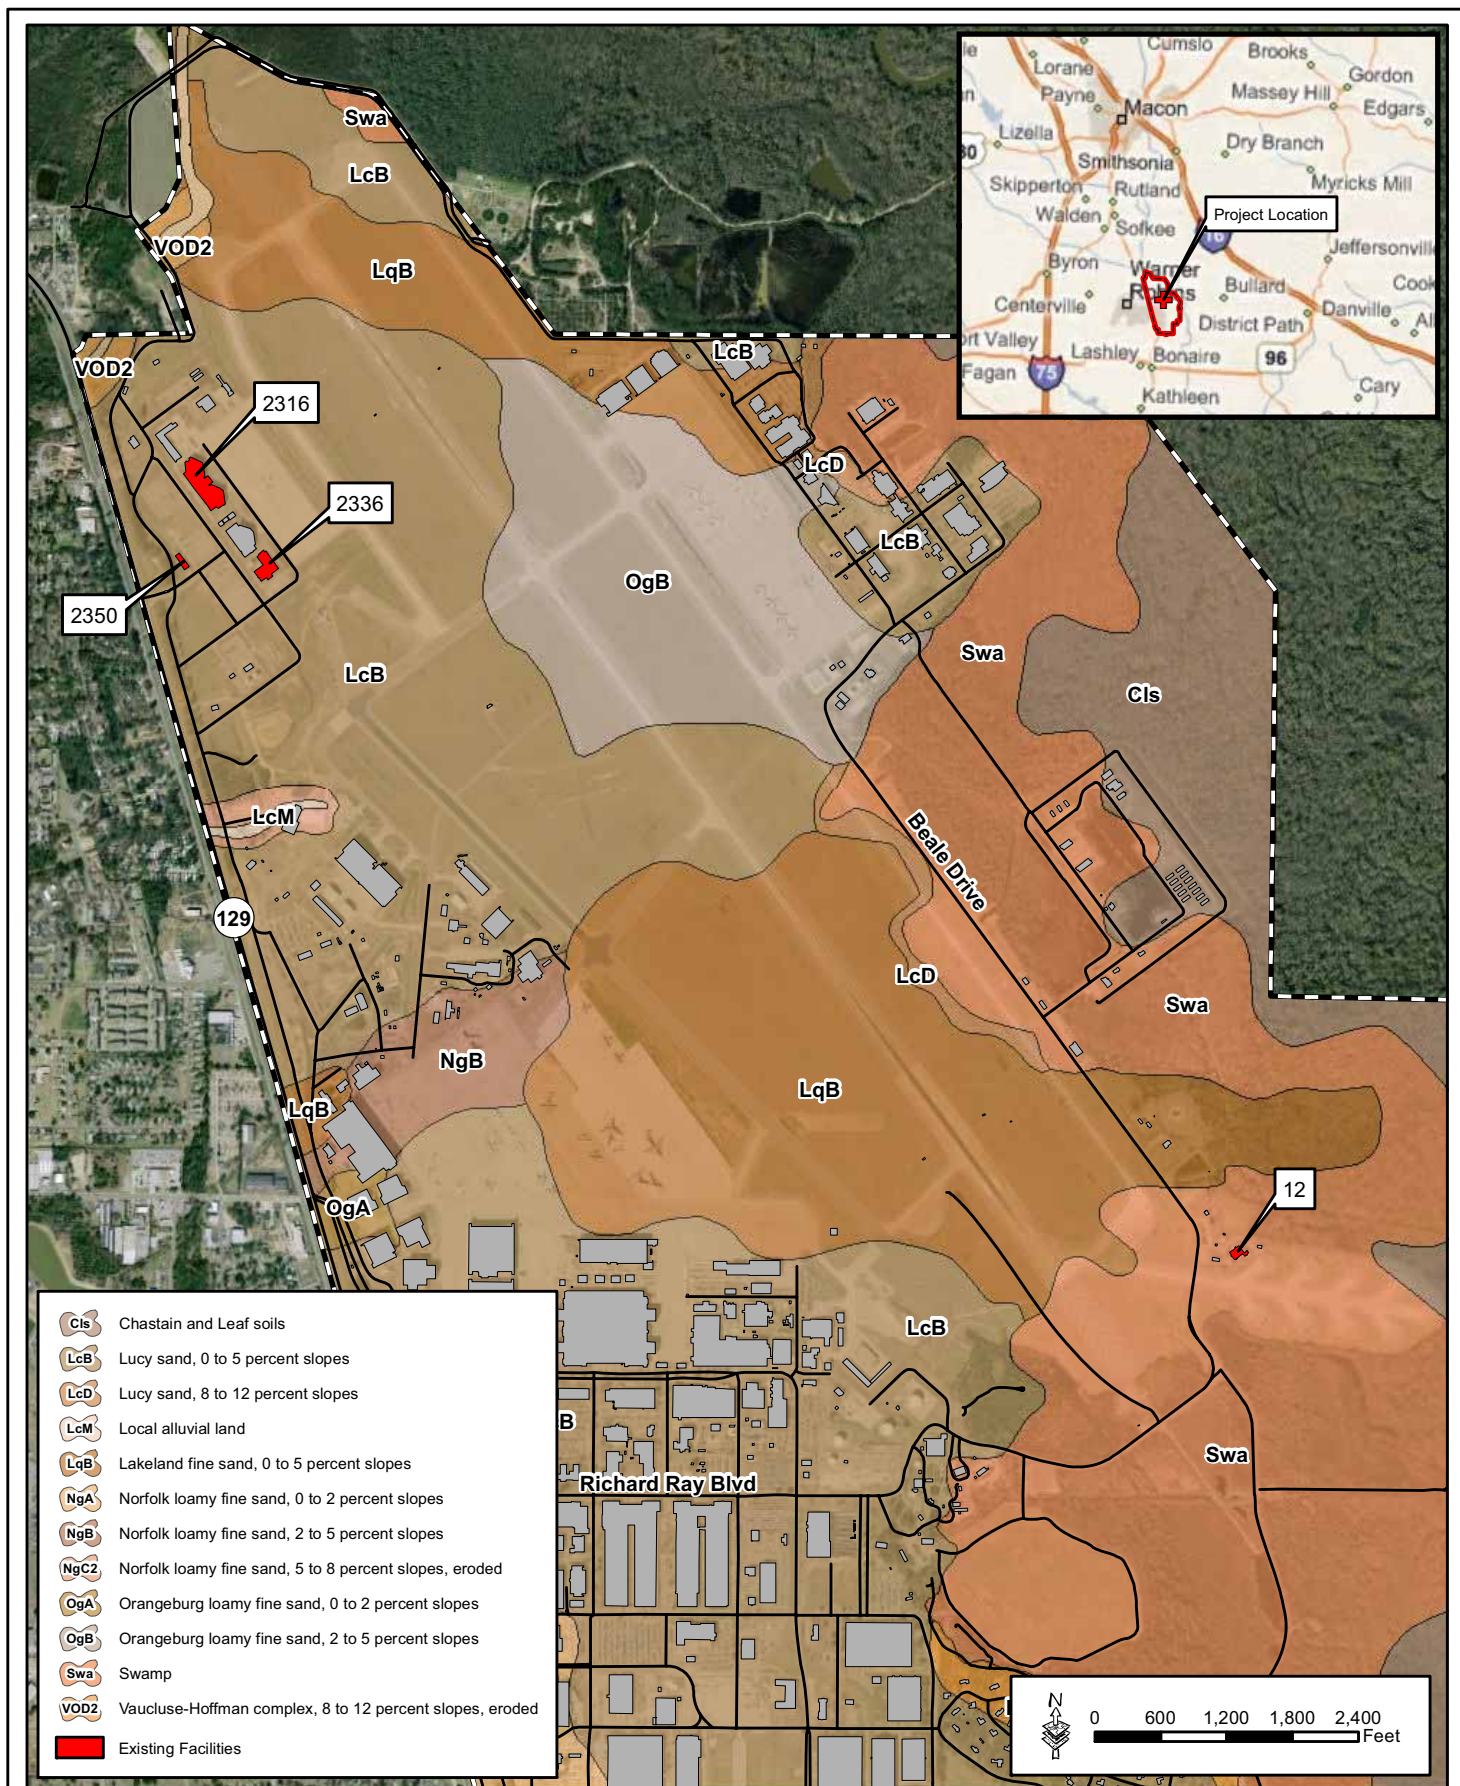 Swa
LcB
VOD2
LqB
VOD2
LcB
2316
2336
LcD
LcB
OgB
2350
LcB
Swa
Cls
LcM
Beale Drive
129
LcD
Swa
NgB
LqB
LqB
OgA
12
LcB
B
Richard Ray Blvd
Swa
Cumslo
Brooks
Lorane
Gordon
Payne
Massey Hill
Edgars
Macon
Lizella
Dry Branch
Smithsonia
Skipperton
Rutland
Myricks Mill
Walden
Sofkee
Project Location
16
Jeffersonvill
Byron
Warner
Robins
Bullard
Cook
Centerville
Danville
District Path
ort Valley
Lashley
Bonaire
96
Fagan
75
Cary
Kathleen
Cls Chastain and Leaf soils
LcB Lucy sand, 0 to 5 percent slopes
LcD Lucy sand, 8 to 12 percent slopes
LcM Local alluvial land
LqB Lakeland fine sand, 0 to 5 percent slopes
NgA Norfolk loamy fine sand, 0 to 2 percent slopes
NgB Norfolk loamy fine sand, 2 to 5 percent slopes
NgC2 Norfolk loamy fine sand, 5 to 8 percent slopes, eroded
OgA Orangeburg loamy fine sand, 0 to 2 percent slopes
OgB Orangeburg loamy fine sand, 2 to 5 percent slopes
Swa Swamp
VOD2 Vaucluse-Hoffman complex, 8 to 12 percent slopes, eroded
Existing Facilities
N
0 600 1,200 1,800 2,400
Feet